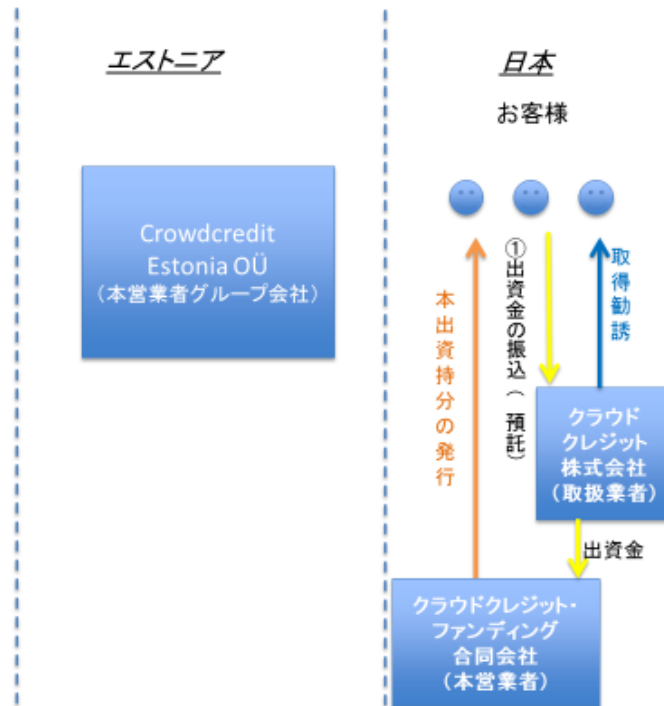 エストニア
日本
お客様
Crowdcredit
Estonia OÜ
（本営業者グループ会社）
本出資持分の発行
①出資金の振込（ 預託）
取得勧誘
クラウド
クレジット
株式会社
（取扱業者）
出資金
クラウドクレジット・
ファンディング
合同会社
（本営業者）